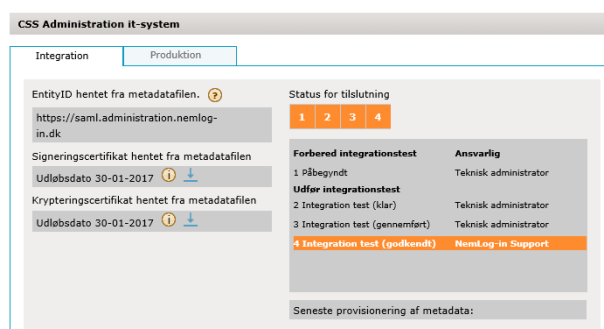 CSS Administration it-system
Integration
Produktion
EntityID hentet fra metadatafilen. ?
https://saml.administration.nemlog-
in.dk
Signeringscertifikat hentet fra metadatafilen
Udløbsdato 30-01-2017 i
Krypteringscertifikat hentet fra metadatafilen
Udløbsdato 30-01-2017 i
Status for tilslutning
1 2 3 4
Forbered integrationstest Ansvarlig
1 Påbegyndt Teknisk administrator
Udfør integrationstest
2 Integration test (klar) Teknisk administrator
3 Integration test (gennemført) Teknisk administrator
4 Integration test (godkendt) NemLog-in Support
Seneste provisionering af metadata: